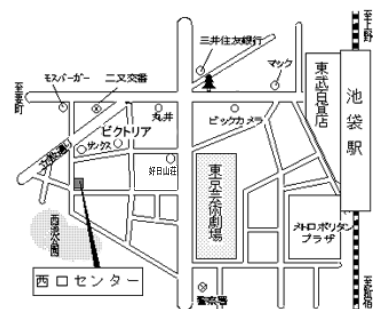 至上野
三井住友銀行
マック
モスバーガー
二又交番
至要町
丸井
ビックカメラ
東武百貨店
池袋駅
ビクトリア
サンクス
好日山荘
東京芸術劇場
メトロポリタン
プラザ
西池公園
西口センター
警察署
至新宿